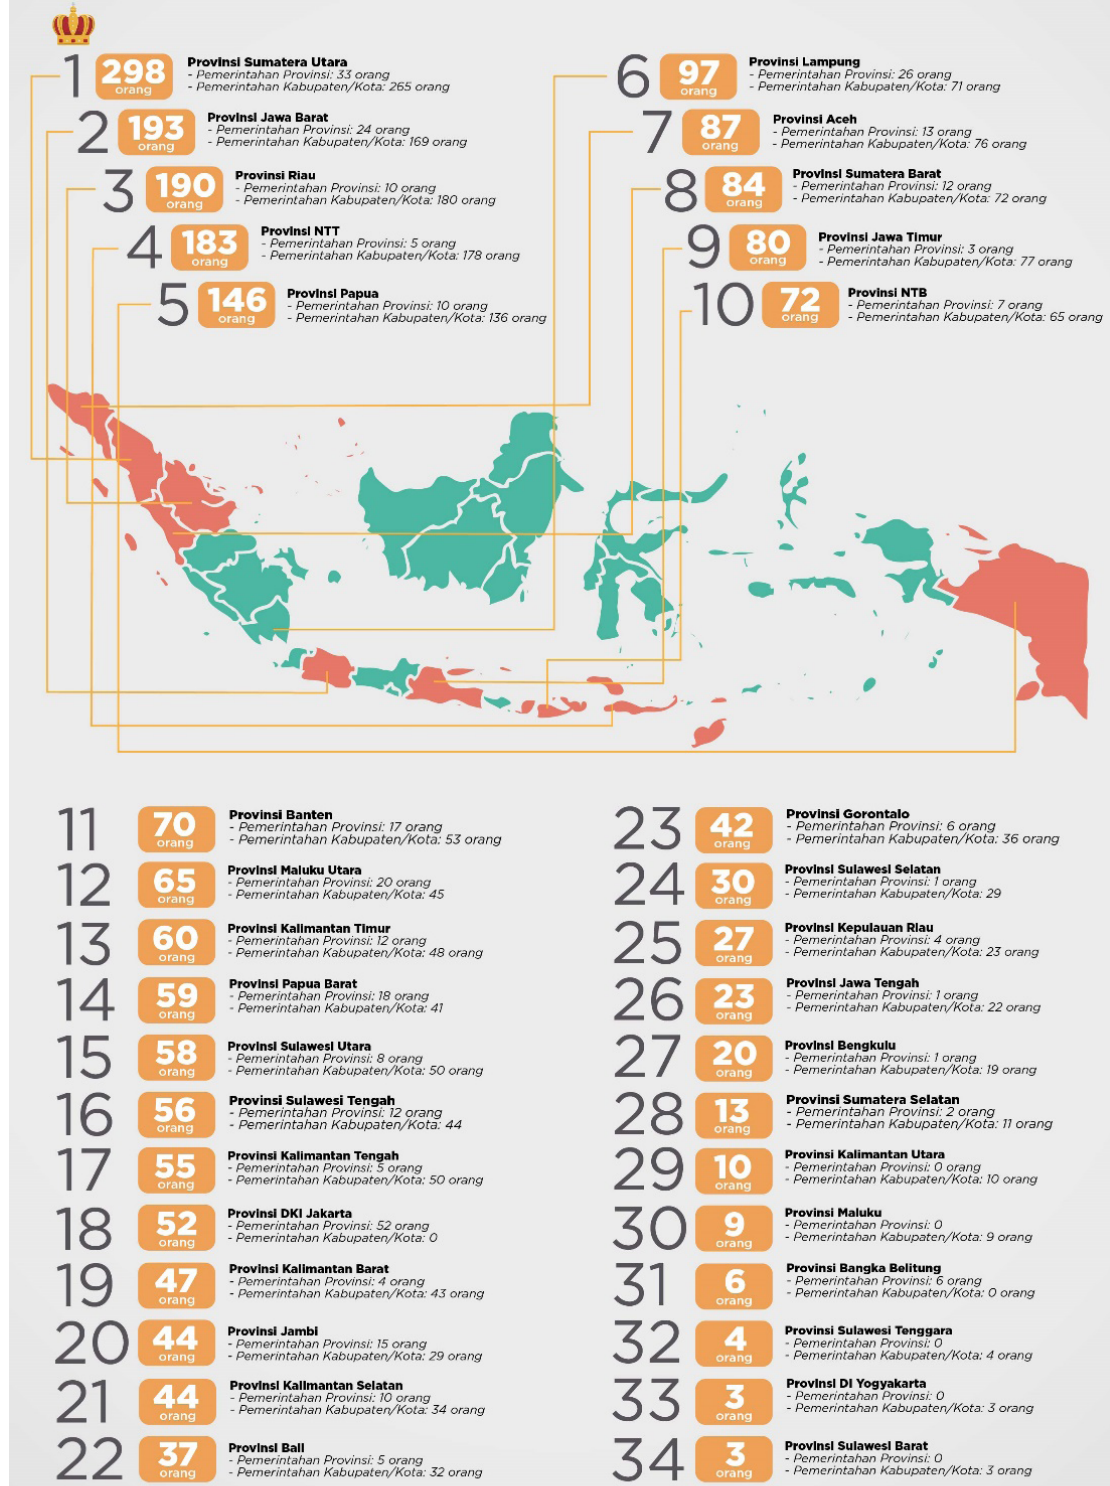 1
298
orang
Provinsi Sumatera Utara
- Pemerintahan Provinsi: 33 orang
- Pemerintahan Kabupaten/Kota: 265 orang
2
193
orang
Provinsi Jawa Barat
- Pemerintahan Provinsi: 24 orang
- Pemerintahan Kabupaten/Kota: 169 orang
3
190
orang
Provinsi Riau
- Pemerintahan Provinsi: 10 orang
- Pemerintahan Kabupaten/Kota: 180 orang
4
183
orang
Provinsi NTT
- Pemerintahan Provinsi: 5 orang
- Pemerintahan Kabupaten/Kota: 178 orang
5
146
orang
Provinsi Papua
- Pemerintahan Provinsi: 10 orang
- Pemerintahan Kabupaten/Kota: 136 orang
6
97
orang
Provinsi Lampung
- Pemerintahan Provinsi: 26 orang
- Pemerintahan Kabupaten/Kota: 71 orang
7
87
orang
Provinsi Aceh
- Pemerintahan Provinsi: 13 orang
- Pemerintahan Kabupaten/Kota: 76 orang
8
84
orang
Provinsi Sumatera Barat
- Pemerintahan Provinsi: 12 orang
- Pemerintahan Kabupaten/Kota: 72 orang
9
80
orang
Provinsi Jawa Timur
- Pemerintahan Provinsi: 3 orang
- Pemerintahan Kabupaten/Kota: 77 orang
10
72
orang
Provinsi NTB
- Pemerintahan Provinsi: 7 orang
- Pemerintahan Kabupaten/Kota: 65 orang
11
70
orang
Provinsi Banten
- Pemerintahan Provinsi: 17 orang
- Pemerintahan Kabupaten/Kota: 53 orang
12
65
orang
Provinsi Maluku Utara
- Pemerintahan Provinsi: 20 orang
- Pemerintahan Kabupaten/Kota: 45
13
60
orang
Provinsi Kalimantan Timur
- Pemerintahan Provinsi: 12 orang
- Pemerintahan Kabupaten/Kota: 48 orang
14
59
orang
Provinsi Papua Barat
- Pemerintahan Provinsi: 18 orang
- Pemerintahan Kabupaten/Kota: 41
15
58
orang
Provinsi Sulawesi Utara
- Pemerintahan Provinsi: 8 orang
- Pemerintahan Kabupaten/Kota: 50 orang
16
56
orang
Provinsi Sulawesi Tengah
- Pemerintahan Provinsi: 12 orang
- Pemerintahan Kabupaten/Kota: 44
17
55
orang
Provinsi Kalimantan Tengah
- Pemerintahan Provinsi: 5 orang
- Pemerintahan Kabupaten/Kota: 50 orang
18
52
orang
Provinsi DKI Jakarta
- Pemerintahan Provinsi: 52 orang
- Pemerintahan Kabupaten/Kota: 0
19
47
orang
Provinsi Kalimantan Barat
- Pemerintahan Provinsi: 4 orang
- Pemerintahan Kabupaten/Kota: 43 orang
20
44
orang
Provinsi Jambi
- Pemerintahan Provinsi: 15 orang
- Pemerintahan Kabupaten/Kota: 29 orang
21
44
orang
Provinsi Kalimantan Selatan
- Pemerintahan Provinsi: 10 orang
- Pemerintahan Kabupaten/Kota: 34 orang
22
37
orang
Provinsi Bali
- Pemerintahan Provinsi: 5 orang
- Pemerintahan Kabupaten/Kota: 32 orang
23
42
orang
Provinsi Gorontalo
- Pemerintahan Provinsi: 6 orang
- Pemerintahan Kabupaten/Kota: 36 orang
24
30
orang
Provinsi Sulawesi Selatan
- Pemerintahan Provinsi: 1 orang
- Pemerintahan Kabupaten/Kota: 29
25
27
orang
Provinsi Kepulauan Riau
- Pemerintahan Provinsi: 4 orang
- Pemerintahan Kabupaten/Kota: 23 orang
26
23
orang
Provinsi Jawa Tengah
- Pemerintahan Provinsi: 1 orang
- Pemerintahan Kabupaten/Kota: 22 orang
27
20
orang
Provinsi Bengkulu
- Pemerintahan Provinsi: 1 orang
- Pemerintahan Kabupaten/Kota: 19 orang
28
13
orang
Provinsi Sumatera Selatan
- Pemerintahan Provinsi: 2 orang
- Pemerintahan Kabupaten/Kota: 11 orang
29
10
orang
Provinsi Kalimantan Utara
- Pemerintahan Provinsi: 0 orang
- Pemerintahan Kabupaten/Kota: 10 orang
30
9
orang
Provinsi Maluku
- Pemerintahan Provinsi: 0
- Pemerintahan Kabupaten/Kota: 9 orang
31
6
orang
Provinsi Bangka Belitung
- Pemerintahan Provinsi: 6 orang
- Pemerintahan Kabupaten/Kota: 0 orang
32
4
orang
Provinsi Sulawesi Tenggara
- Pemerintahan Provinsi: 0
- Pemerintahan Kabupaten/Kota: 4 orang
33
3
orang
Provinsi DI Yogyakarta
- Pemerintahan Provinsi: 0
- Pemerintahan Kabupaten/Kota: 3 orang
34
3
orang
Provinsi Sulawesi Barat
- Pemerintahan Provinsi: 0
- Pemerintahan Kabupaten/Kota: 3 orang